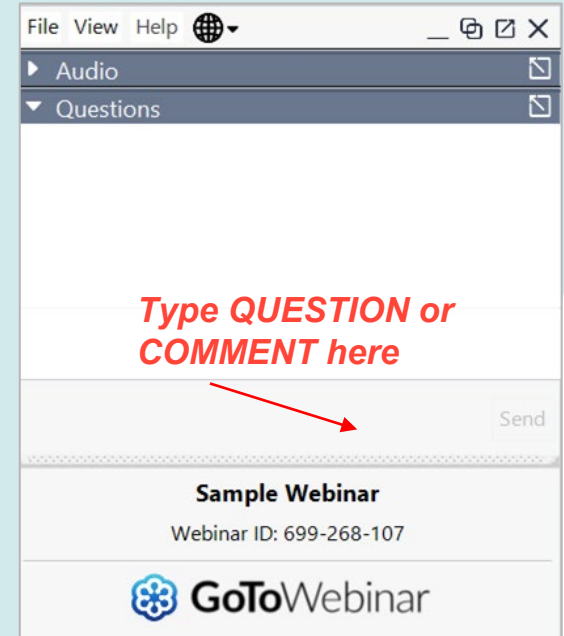 File View Help
Audio
Questions
Type QUESTION or
COMMENT here
Send
Sample Webinar
Webinar ID: 699-268-107
GoToWebinar